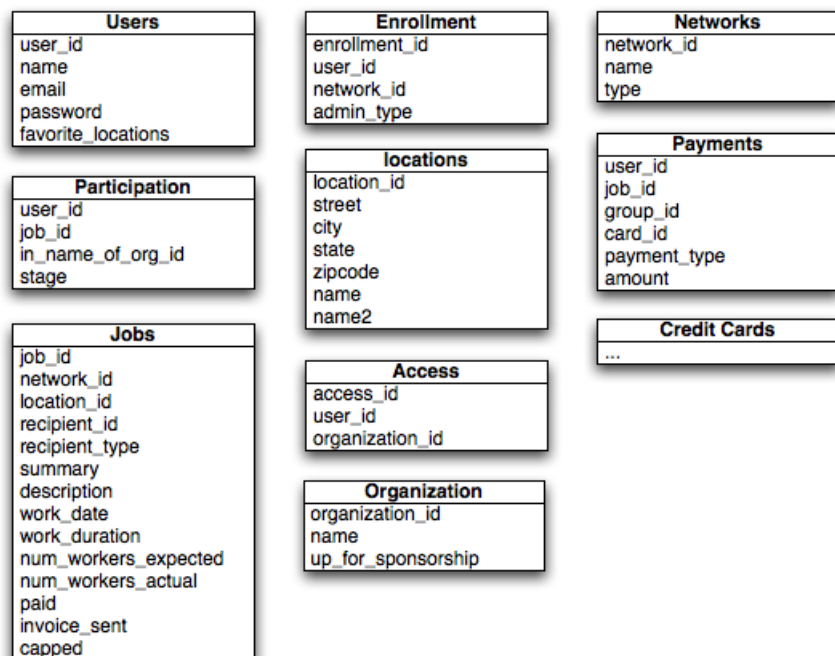 Users
user_id
name
email
password
favorite_locations
Participation
user_id
job_id
in_name_of_org_id
stage
Jobs
job_id
network_id
location_id
recipient_id
recipient_type
summary
description
work_date
work_duration
num_workers_expected
num_workers_actual
paid
invoice_sent
capped
Enrollment
enrollment_id
user_id
network_id
admin_type
locations
location_id
street
city
state
zipcode
name
name2
Access
access_id
user_id
organization_id
Organization
organization_id
name
up_for_sponsorship
Networks
network_id
name
type
Payments
user_id
job_id
group_id
card_id
payment_type
amount
Credit Cards
...